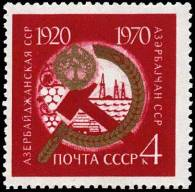 1920 1970
АЗЕРБАЙДЖАНСКАЯ ССР
АЗӘРБАЈҸАН ССР
ПОЧТА СССР 4